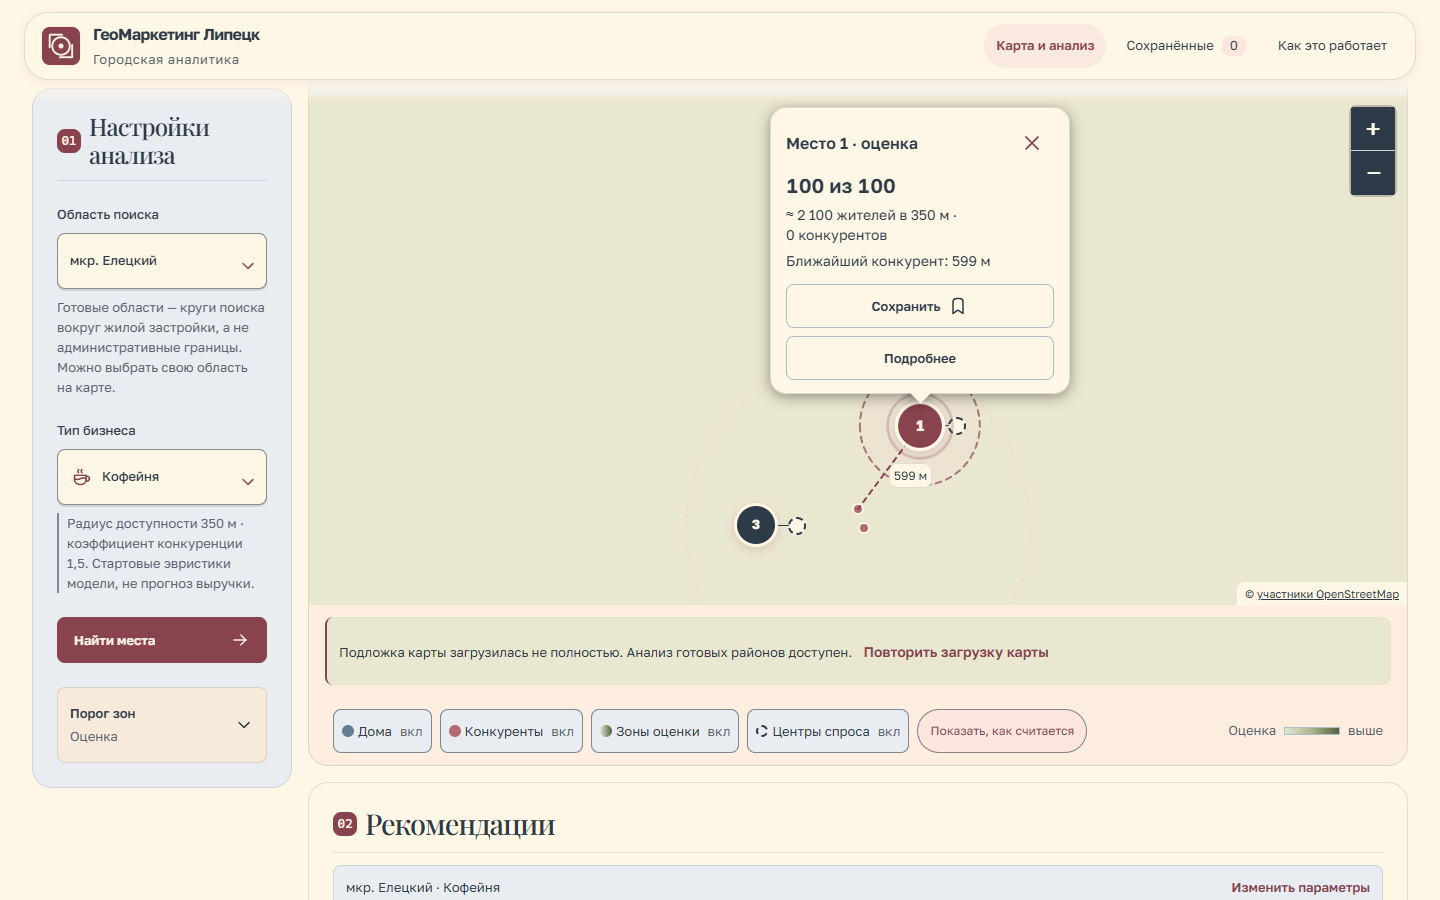 ГеоМаркетинг Липецк
Городская аналитика
Карта и анализ
Сохранённые 0
Как это работает
01 Настройки
анализа
Область поиска
мкр. Елецкий
Готовые области — круги поиска
вокруг жилой застройки, а не
административные границы.
Можно выбрать свою область
на карте.
Тип бизнеса
Кофейня
Радиус доступности 350 м ·
коэффициент конкуренции
1,5. Стартовые эвристики
модели, не прогноз выручки.
Найти места
Порог зон
Оценка
Место 1 · оценка
100 из 100
≈ 2 100 жителей в 350 м ·
0 конкурентов
Ближайший конкурент: 599 м
Сохранить
Подробнее
+
−
1
599 м
3
© участники OpenStreetMap
Подложка карты загрузилась не полностью. Анализ готовых районов доступен. Повторить загрузку карты
Дома вкл
Конкуренты вкл
Зоны оценки вкл
Центры спроса вкл
Показать, как считается
Оценка выше
02 Рекомендации
мкр. Елецкий · Кофейня
Изменить параметры